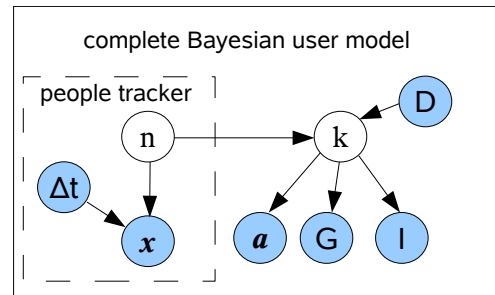 complete Bayesian user model
people tracker
D
n
k
Δt
x
a
G
I